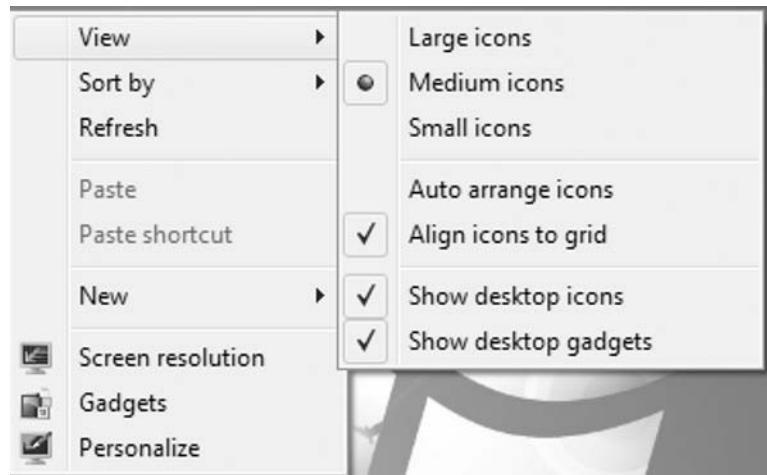 View
Sort by
Refresh
Paste
Paste shortcut
New
Screen resolution
Gadgets
Personalize
Large icons
Medium icons
Small icons
Auto arrange icons
Align icons to grid
Show desktop icons
Show desktop gadgets